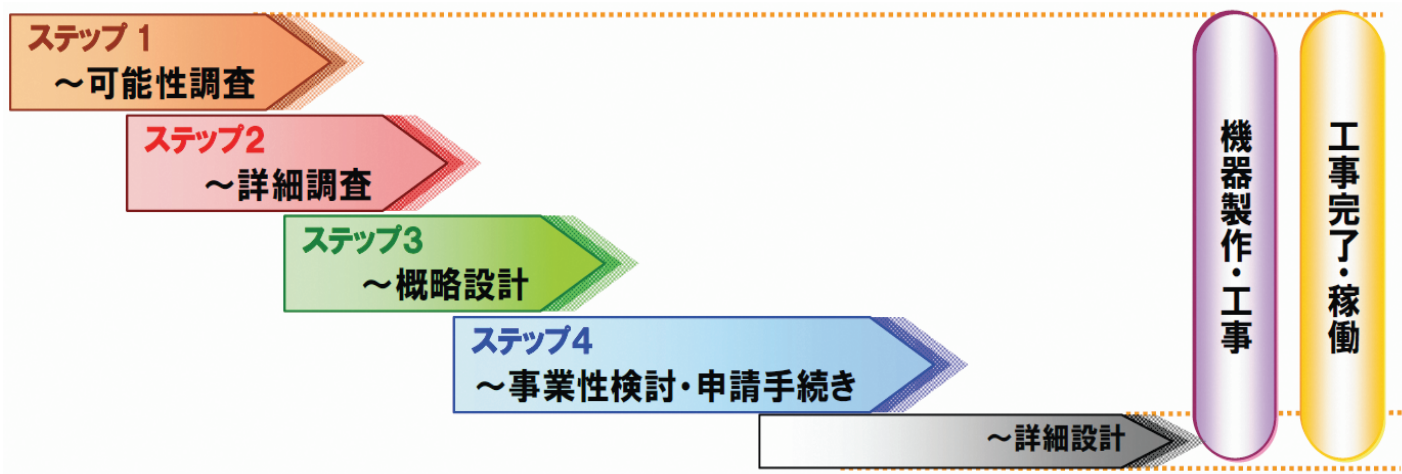 ステップ1
～可能性調査
ステップ2
～詳細調査
ステップ3
～概略設計
ステップ4
～事業性検討・申請手続き
～詳細設計
機器製作・工事
工事完了・稼働